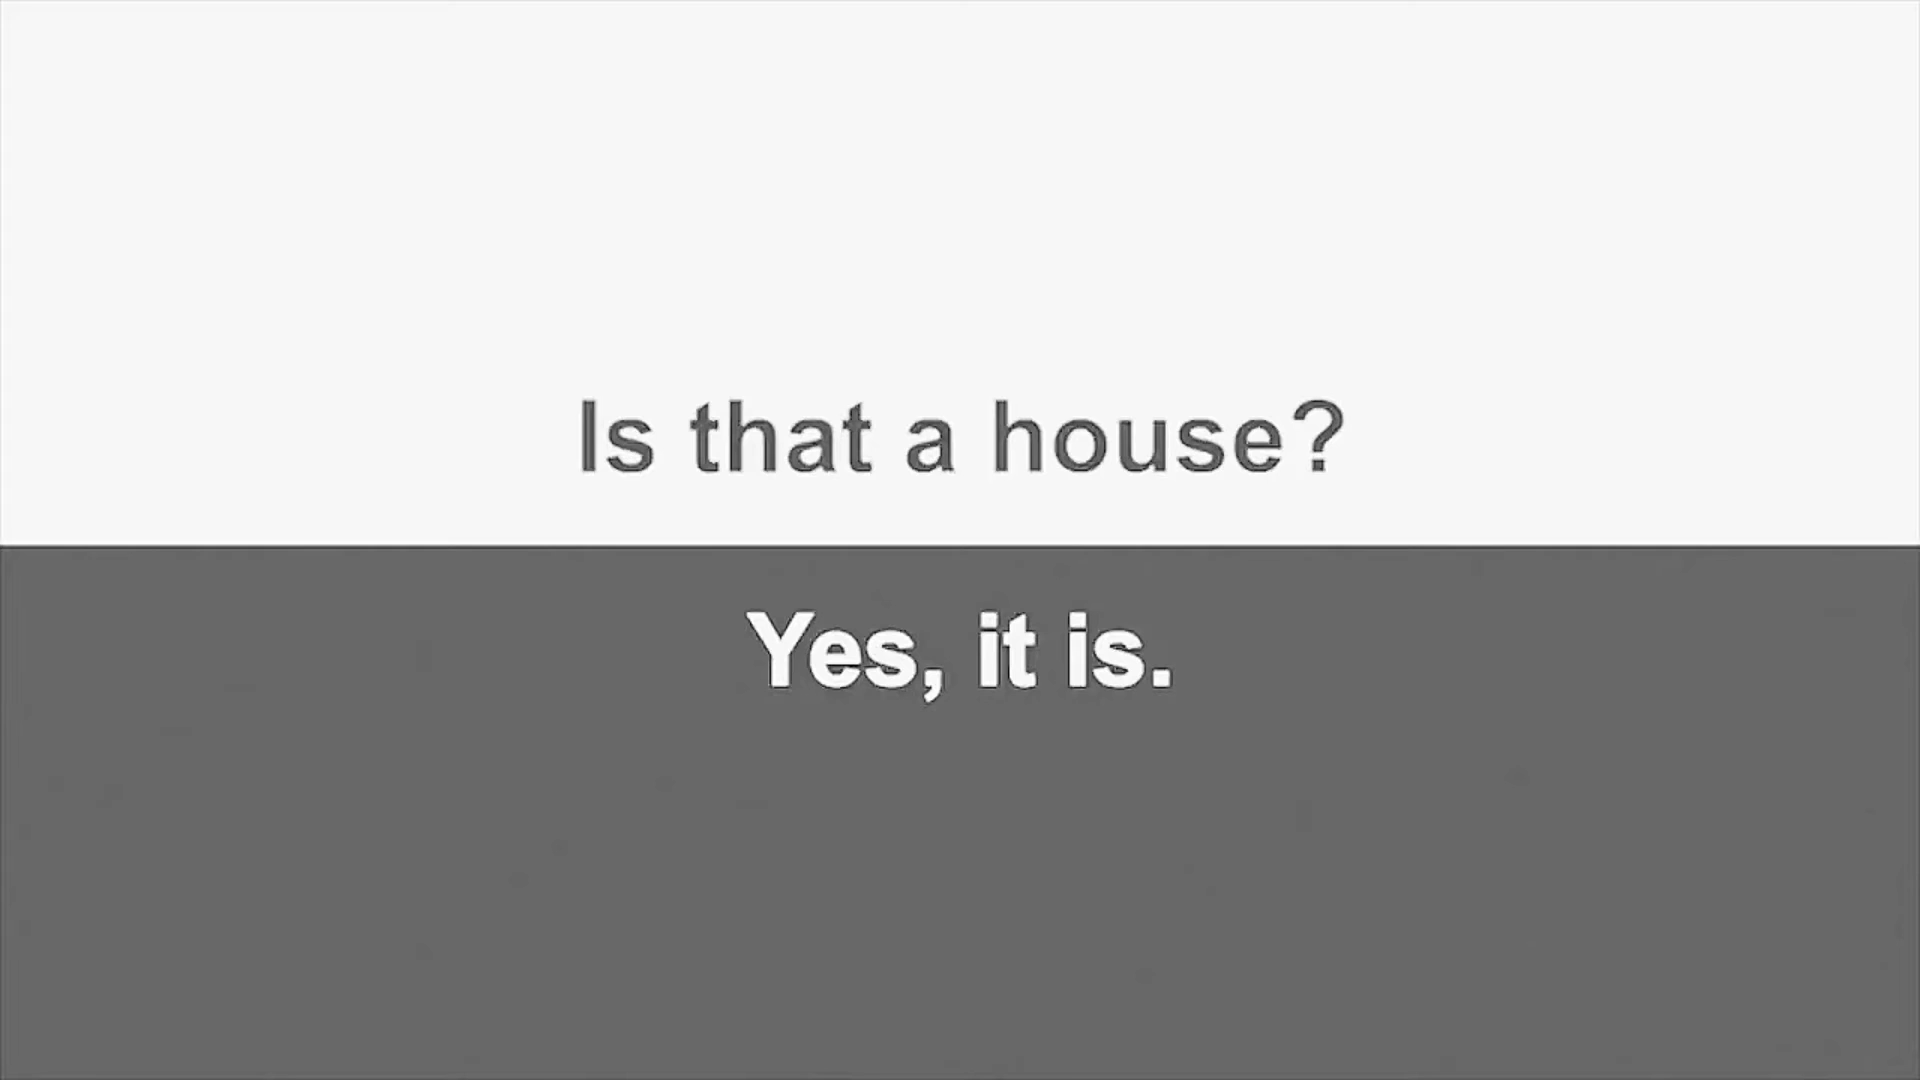 Is that a house?
Yes, it is.